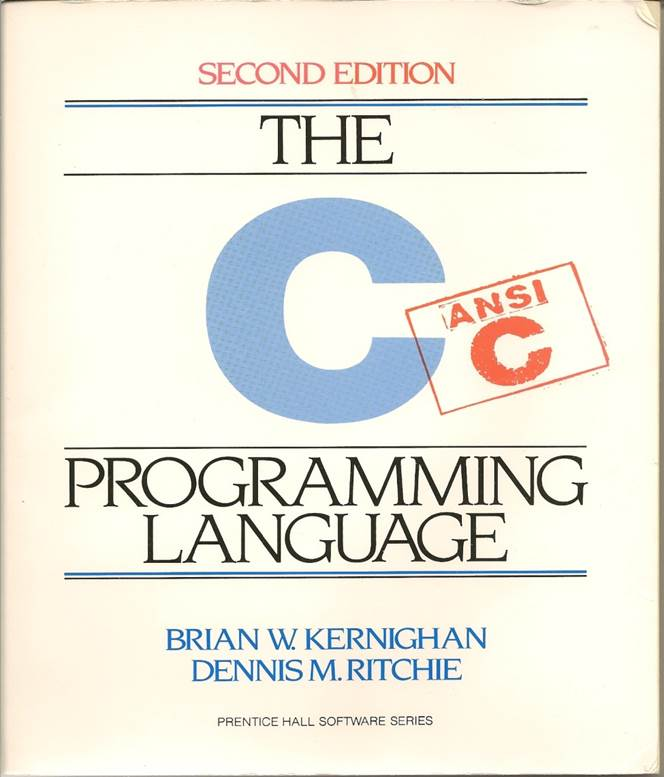 SECOND EDITION
THE
C
ANSI
C
PROGRAMMING
LANGUAGE
BRIAN W. KERNIGHAN
DENNIS M. RITCHIE
PRENTICE HALL SOFTWARE SERIES